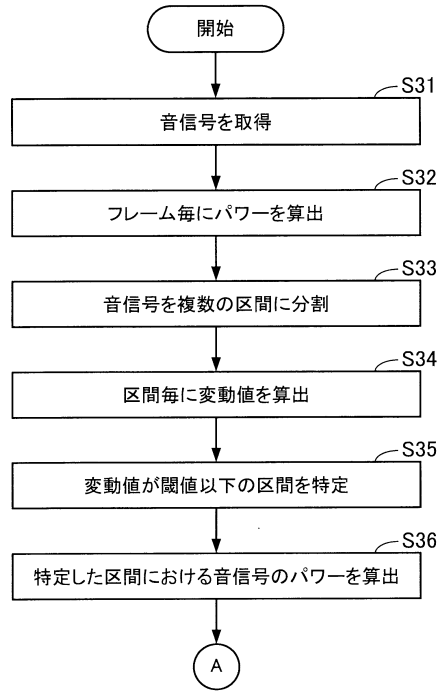 開始
S31
音信号を取得
S32
フレーム毎にパワーを算出
S33
音信号を複数の区間に分割
S34
区間毎に変動値を算出
S35
変動値が閾値以下の区間を特定
S36
特定した区間における音信号のパワーを算出
A